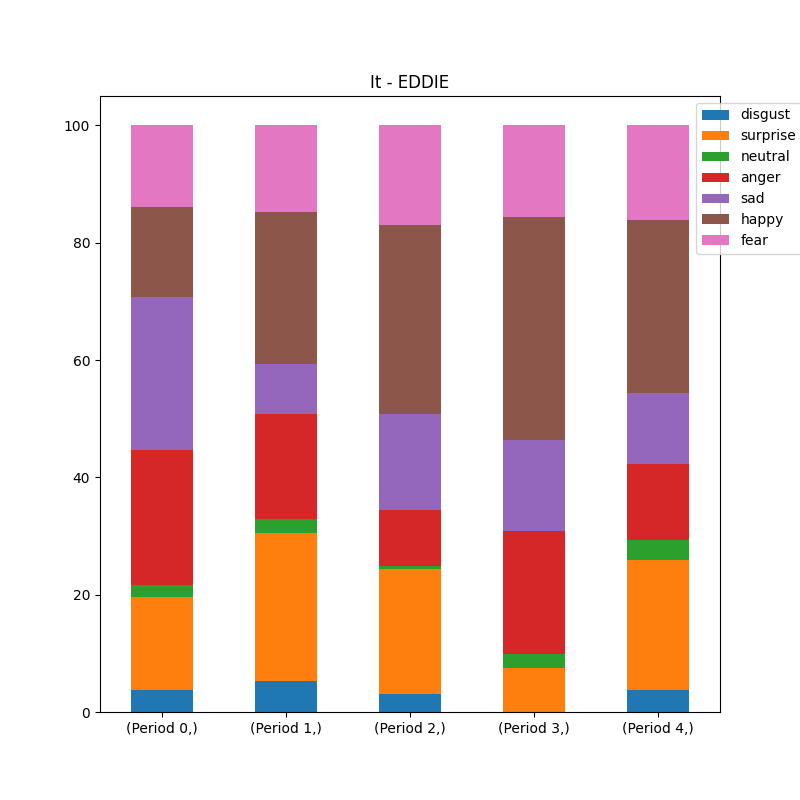 It - EDDIE
100
80
60
40
20
0
(Period 0,)
(Period 1,)
(Period 2,)
(Period 3,)
(Period 4,)
disgust
surprise
neutral
anger
sad
happy
fear